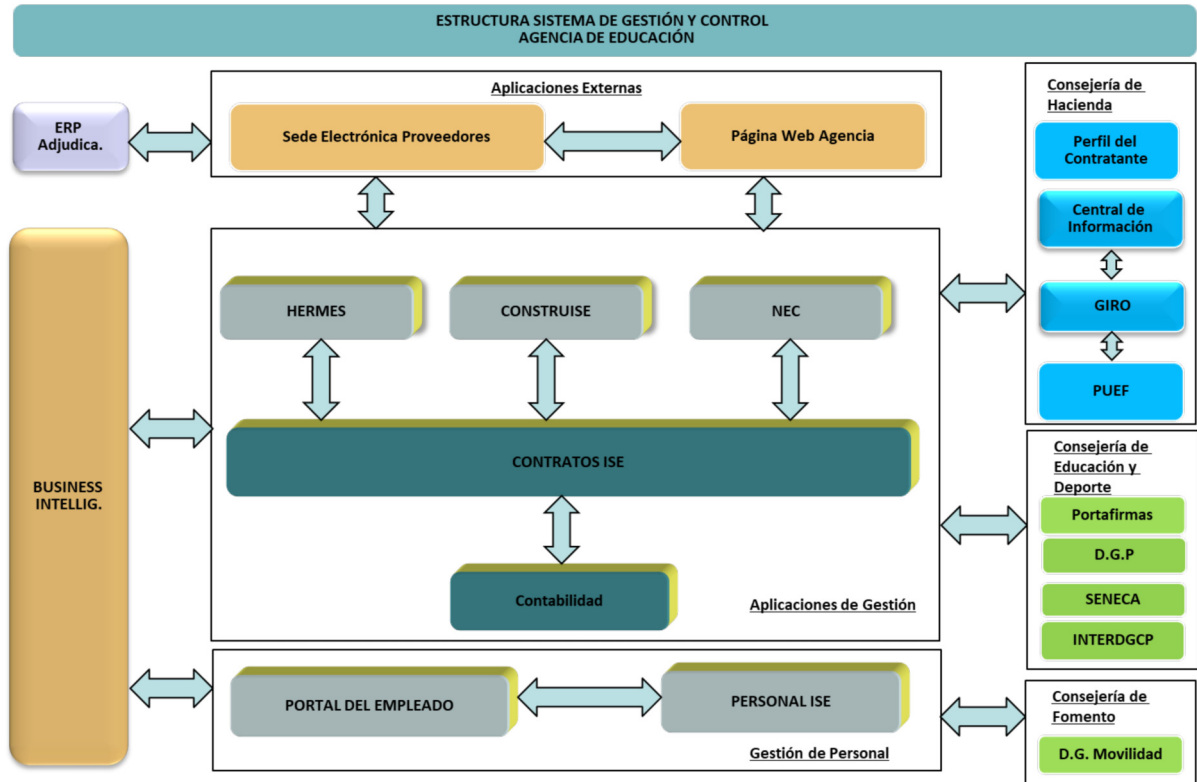 ESTRUCTURA SISTEMA DE GESTIÓN Y CONTROL
AGENCIA DE EDUCACIÓN
Aplicaciones Externas
ERP
Adjudica.
Sede Electrónica Proveedores
Página Web Agencia
Consejería de
Hacienda
Perfil del
Contratante
Central de
Información
GIRO
PUEF
HERMES
CONSTRUISE
NEC
CONTRATOS ISE
Contabilidad
Aplicaciones de Gestión
BUSINESS
INTELLIG.
Consejería de
Educación y
Deporte
Portafirmas
D.G.P
SENECA
INTERDGCP
PORTAL DEL EMPLEADO
PERSONAL ISE
Gestión de Personal
Consejería de
Fomento
D.G. Movilidad